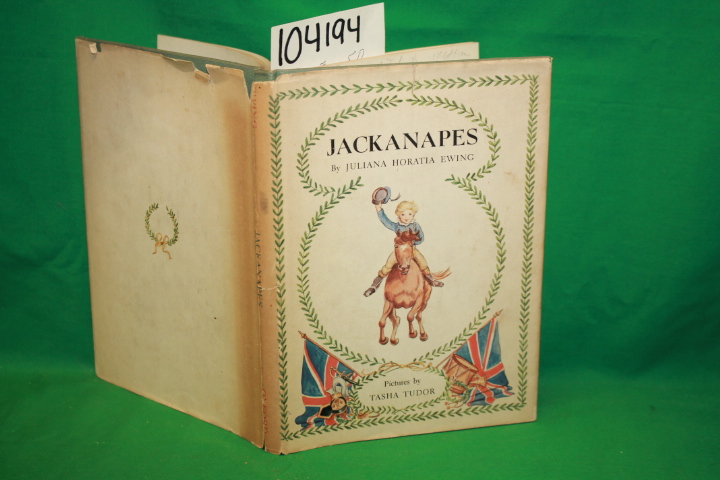 104194
JACKANAPES
By JULIANA HORATIA EWING
Pictures by
TASHA TUDOR
JACKANAPES